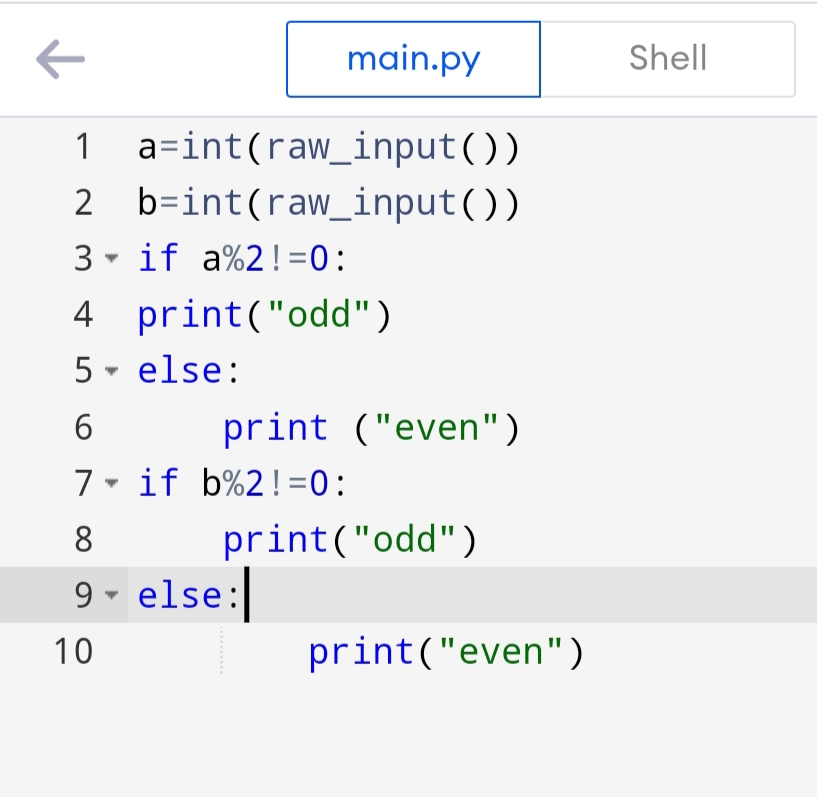 main.py Shell
1 a=int(raw_input())
2 b=int(raw_input())
3 if a%2!=0:
4 print("odd")
5 else:
6     print ("even")
7 if b%2!=0:
8     print("odd")
9 else:
10         print("even")